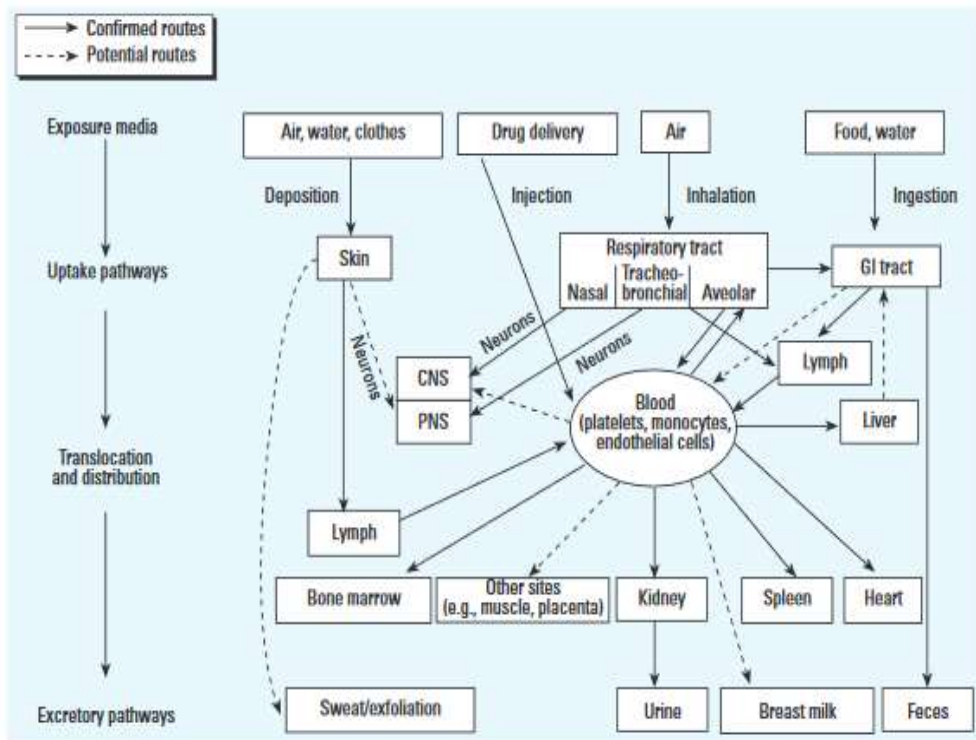 Confirmed routes
Potential routes
Exposure media
Air, water, clothes
Drug delivery
Air
Food, water
Deposition
Injection
Inhalation
Ingestion
Uptake pathways
Skin
Respiratory tract
Nasal
Tracheo-
bronchial
Aveolar
GI tract
Neurons
Neurons
Neurons
CNS
PNS
Lymph
Blood
(platelets, monocytes,
endothelial cells)
Liver
Translocation
and distribution
Lymph
Bone marrow
Other sites
(e.g., muscle, placenta)
Kidney
Spleen
Heart
Excretory pathways
Sweat/exfoliation
Urine
Breast milk
Feces